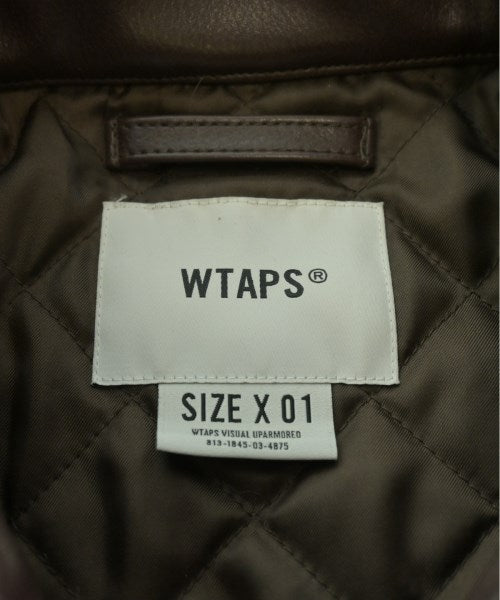 WTAPS®
SIZE X 01
WTAPS VISUAL UPARMORED
813-1845-03-4875